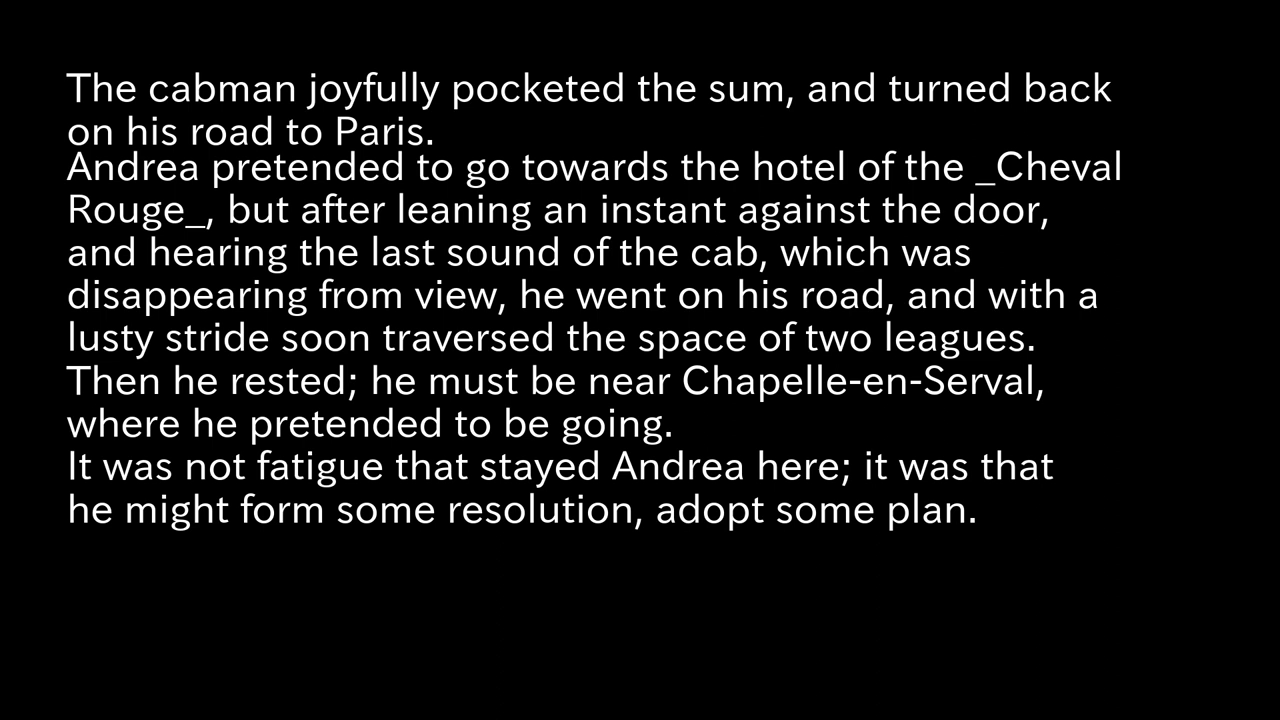 The cabman joyfully pocketed the sum, and turned back
on his road to Paris.
Andrea pretended to go towards the hotel of the _Cheval
Rouge_, but after leaning an instant against the door,
and hearing the last sound of the cab, which was
disappearing from view, he went on his road, and with a
lusty stride soon traversed the space of two leagues.
Then he rested; he must be near Chapelle-en-Serval,
where he pretended to be going.
It was not fatigue that stayed Andrea here; it was that
he might form some resolution, adopt some plan.